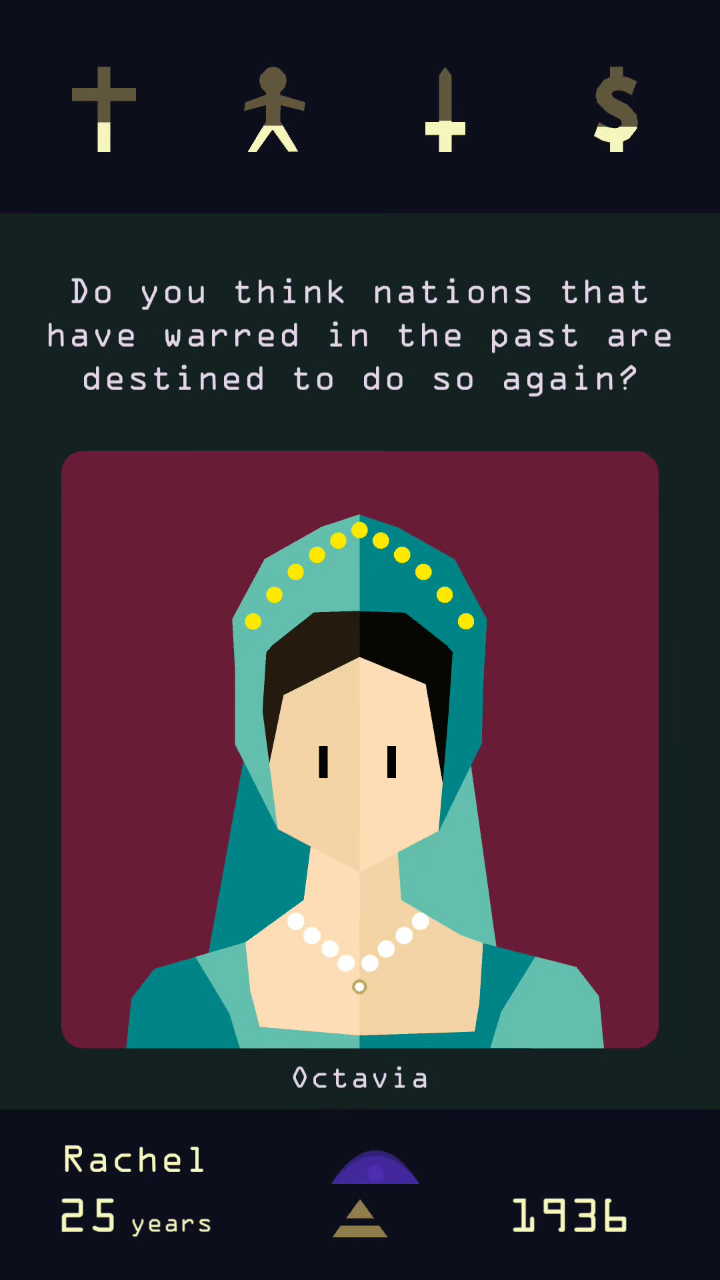 Do you think nations that
have warred in the past are
destined to do so again?
Octavia
Rachel
25 years
1936